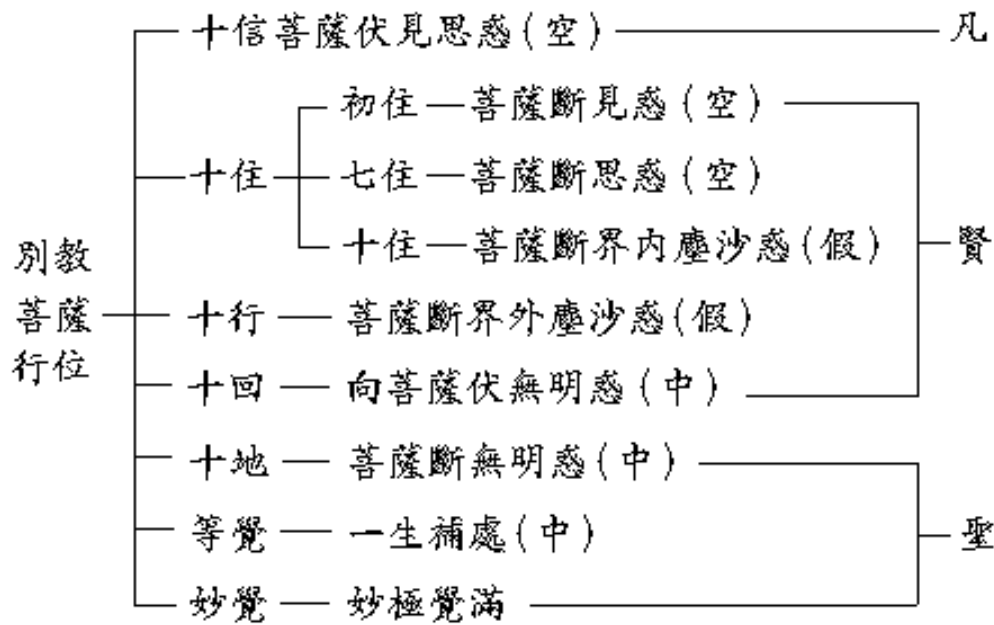 別教
菩薩
行位
十信菩薩伏見思惑(空) 凡
十住
初住 — 菩薩斷見惑(空)
七住 — 菩薩斷思惑(空)
十住 — 菩薩斷界內塵沙惑(假)
十行 — 菩薩斷界外塵沙惑(假)
十回 — 向菩薩伏無明惑(中)
賢
十地 — 菩薩斷無明惑(中)
等覺 — 一生補處(中)
妙覺 — 妙極覺滿
聖